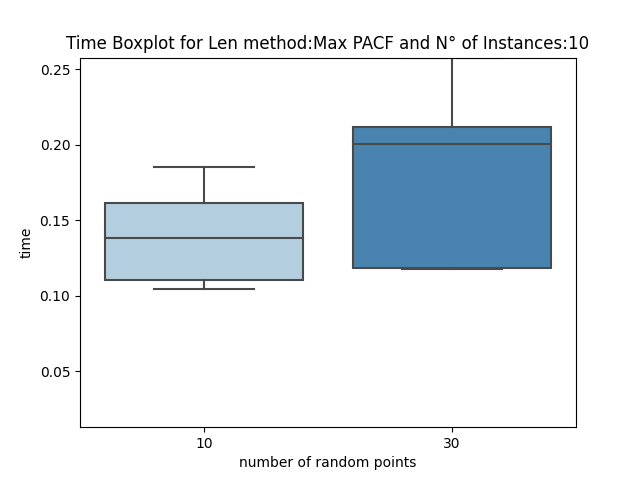 Time Boxplot for Len method:Max PACF and N° of Instances:10
0.25
0.20
0.15
0.10
0.05
time
10
30
number of random points